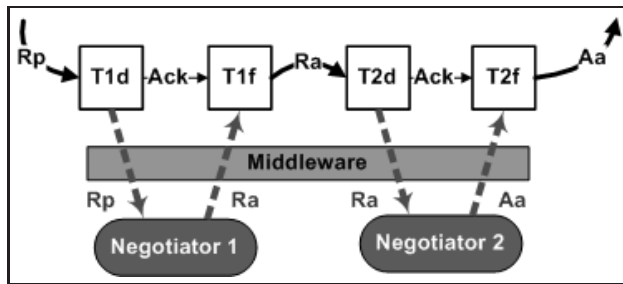 Rp
T1d
Ack
T1f
Ra
T2d
Ack
T2f
Aa
Middleware
Rp
Ra
Ra
Aa
Negotiator 1
Negotiator 2